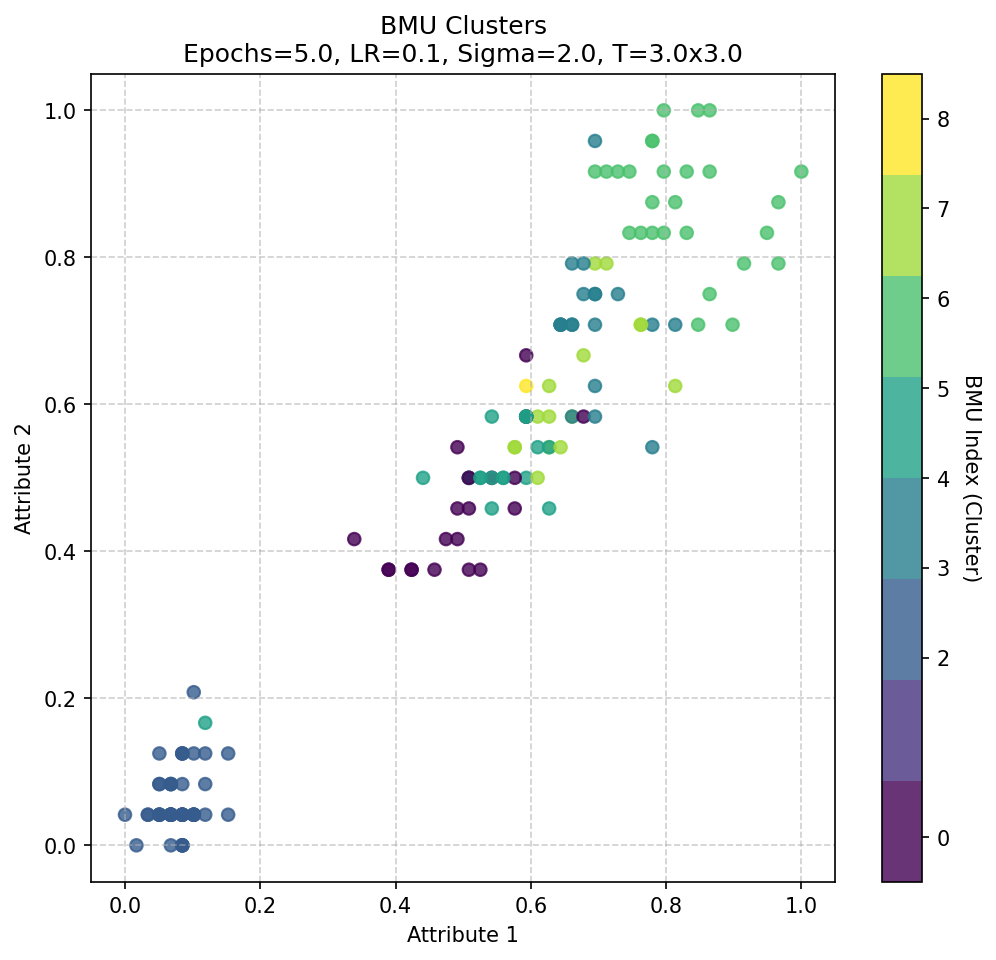 BMU Clusters
Epochs=5.0, LR=0.1, Sigma=2.0, T=3.0x3.0
1.0
0.8
0.6
0.4
0.2
0.0
Attribute 2
0.0 0.2 0.4 0.6 0.8 1.0
Attribute 1
8
7
6
5
4
3
2
0
BMU Index (Cluster)